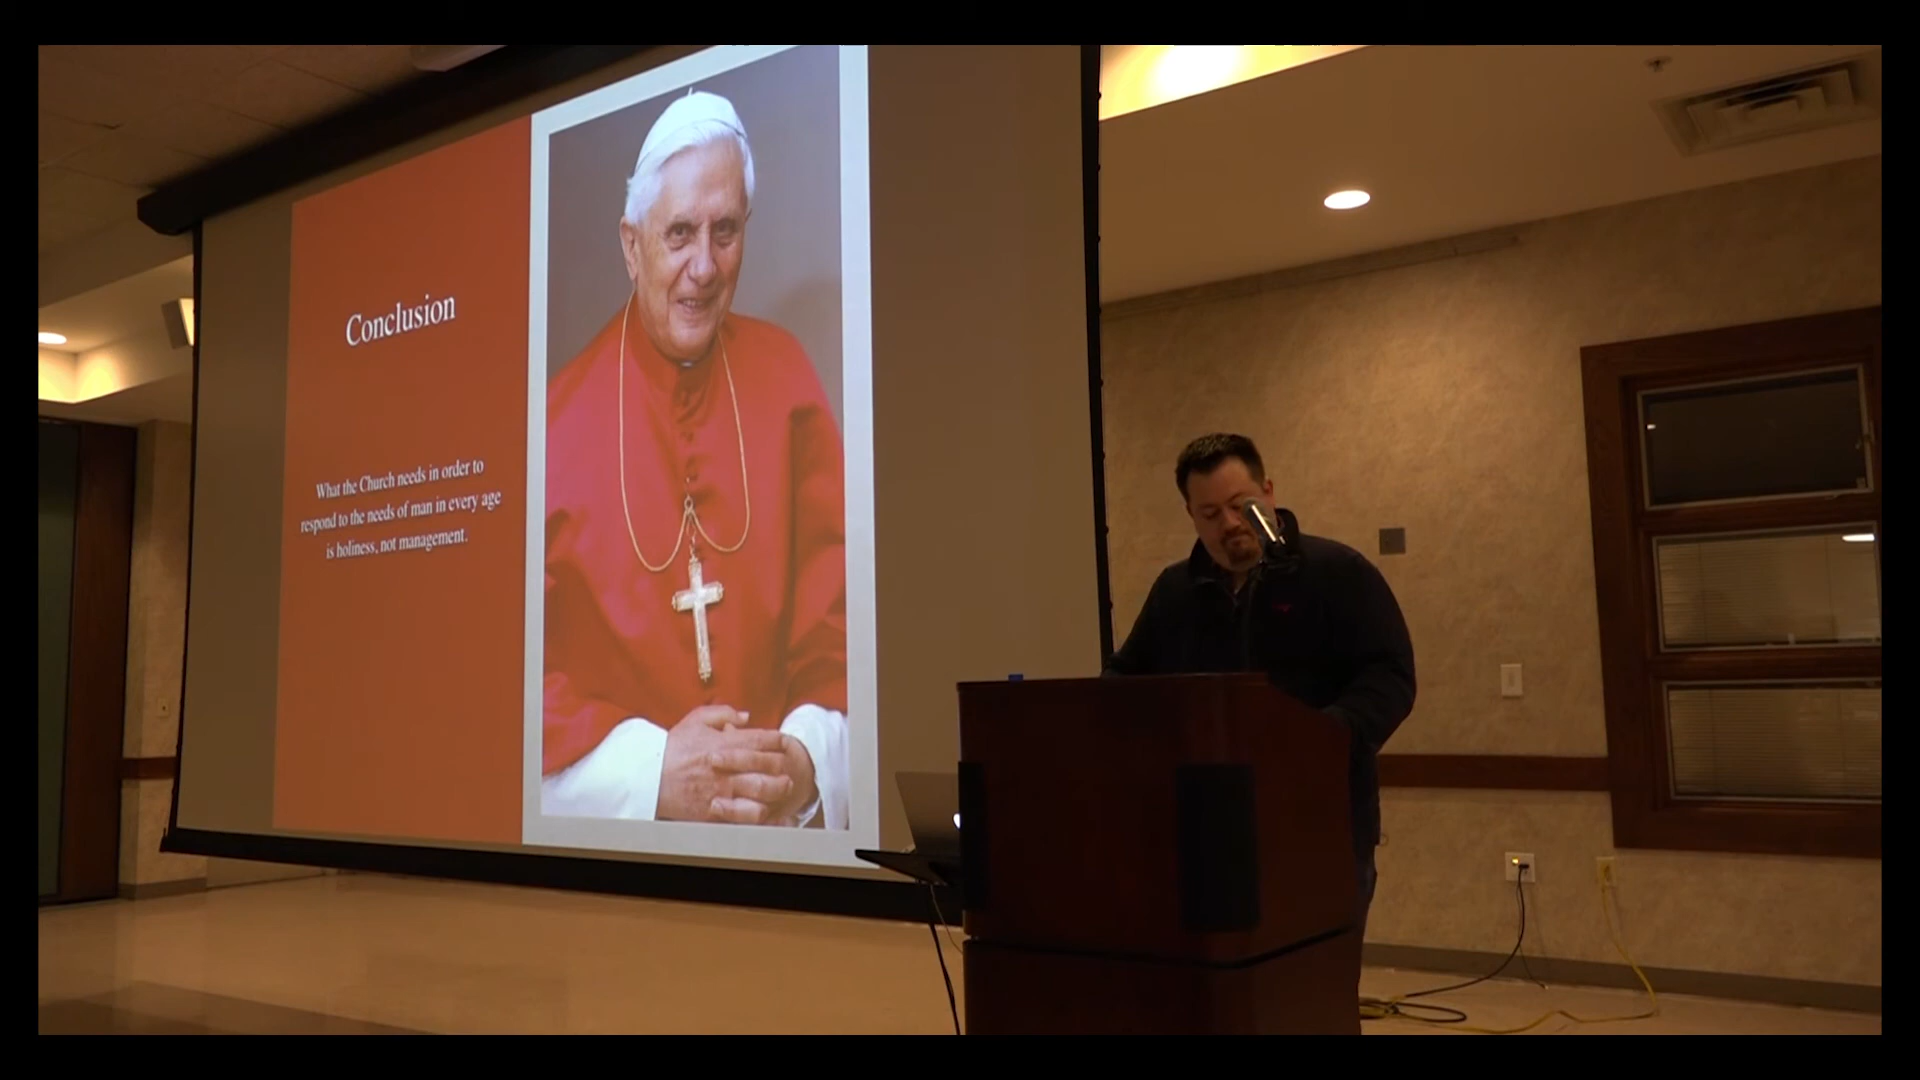 Conclusion
What the Church needs in order to
respond to the needs of man in every age
is holiness, not management.